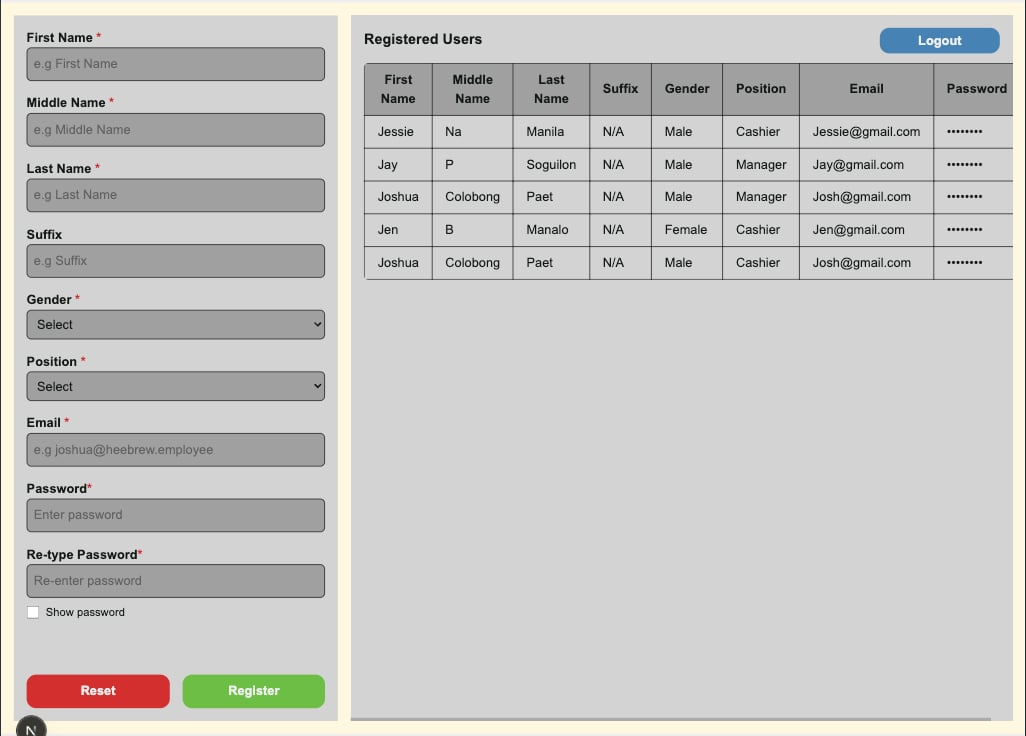 First Name *
e.g First Name
Middle Name *
e.g Middle Name
Last Name *
e.g Last Name
Suffix
e.g Suffix
Gender *
Select
Position *
Select
Email *
e.g joshua@heebrew.employee
Password*
Enter password
Re-type Password*
Re-enter password
Show password
Reset Register
N
Registered Users
Logout
First Name Middle Name Last Name Suffix Gender Position Email Password
Jessie Na Manila N/A Male Cashier Jessie@gmail.com ••••••••
Jay P Soguilon N/A Male Manager Jay@gmail.com ••••••••
Joshua Colobong Paet N/A Male Manager Josh@gmail.com ••••••••
Jen B Manalo N/A Female Cashier Jen@gmail.com ••••••••
Joshua Colobong Paet N/A Male Cashier Josh@gmail.com ••••••••